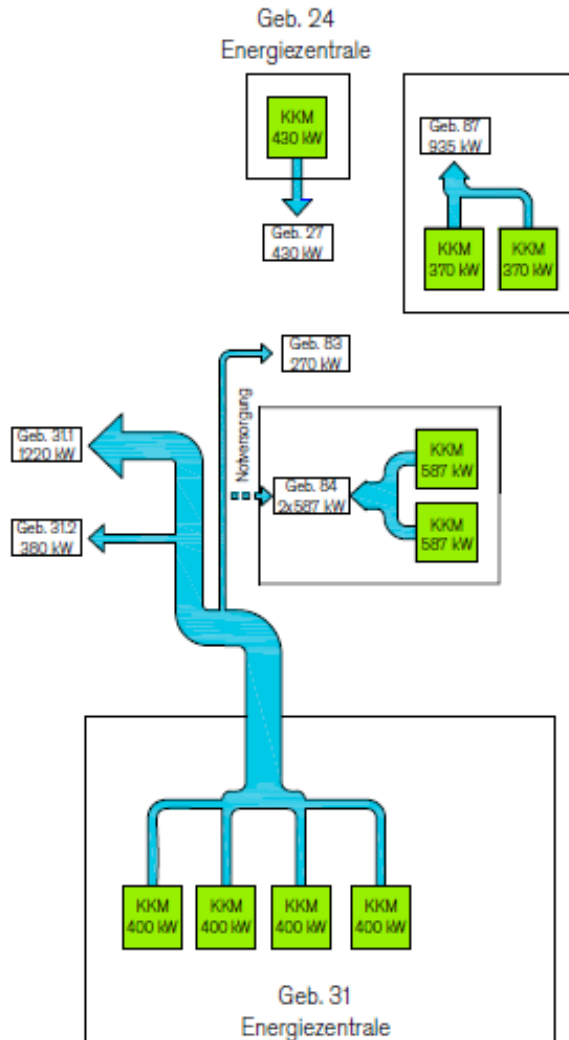 Geb. 24
Energiezentrale
KKM
430 kW
Geb. 27
430 kW
Geb. 87
935 kW
KKM
370 kW
KKM
370 kW
Geb. 83
270 kW
Notversorgung
Geb. 31.1
1220 kW
Geb. 31.2
380 kW
Geb. 84
2x587 kW
KKM
587 kW
KKM
587 kW
KKM
400 kW
KKM
400 kW
KKM
400 kW
KKM
400 kW
Geb. 31
Energiezentrale